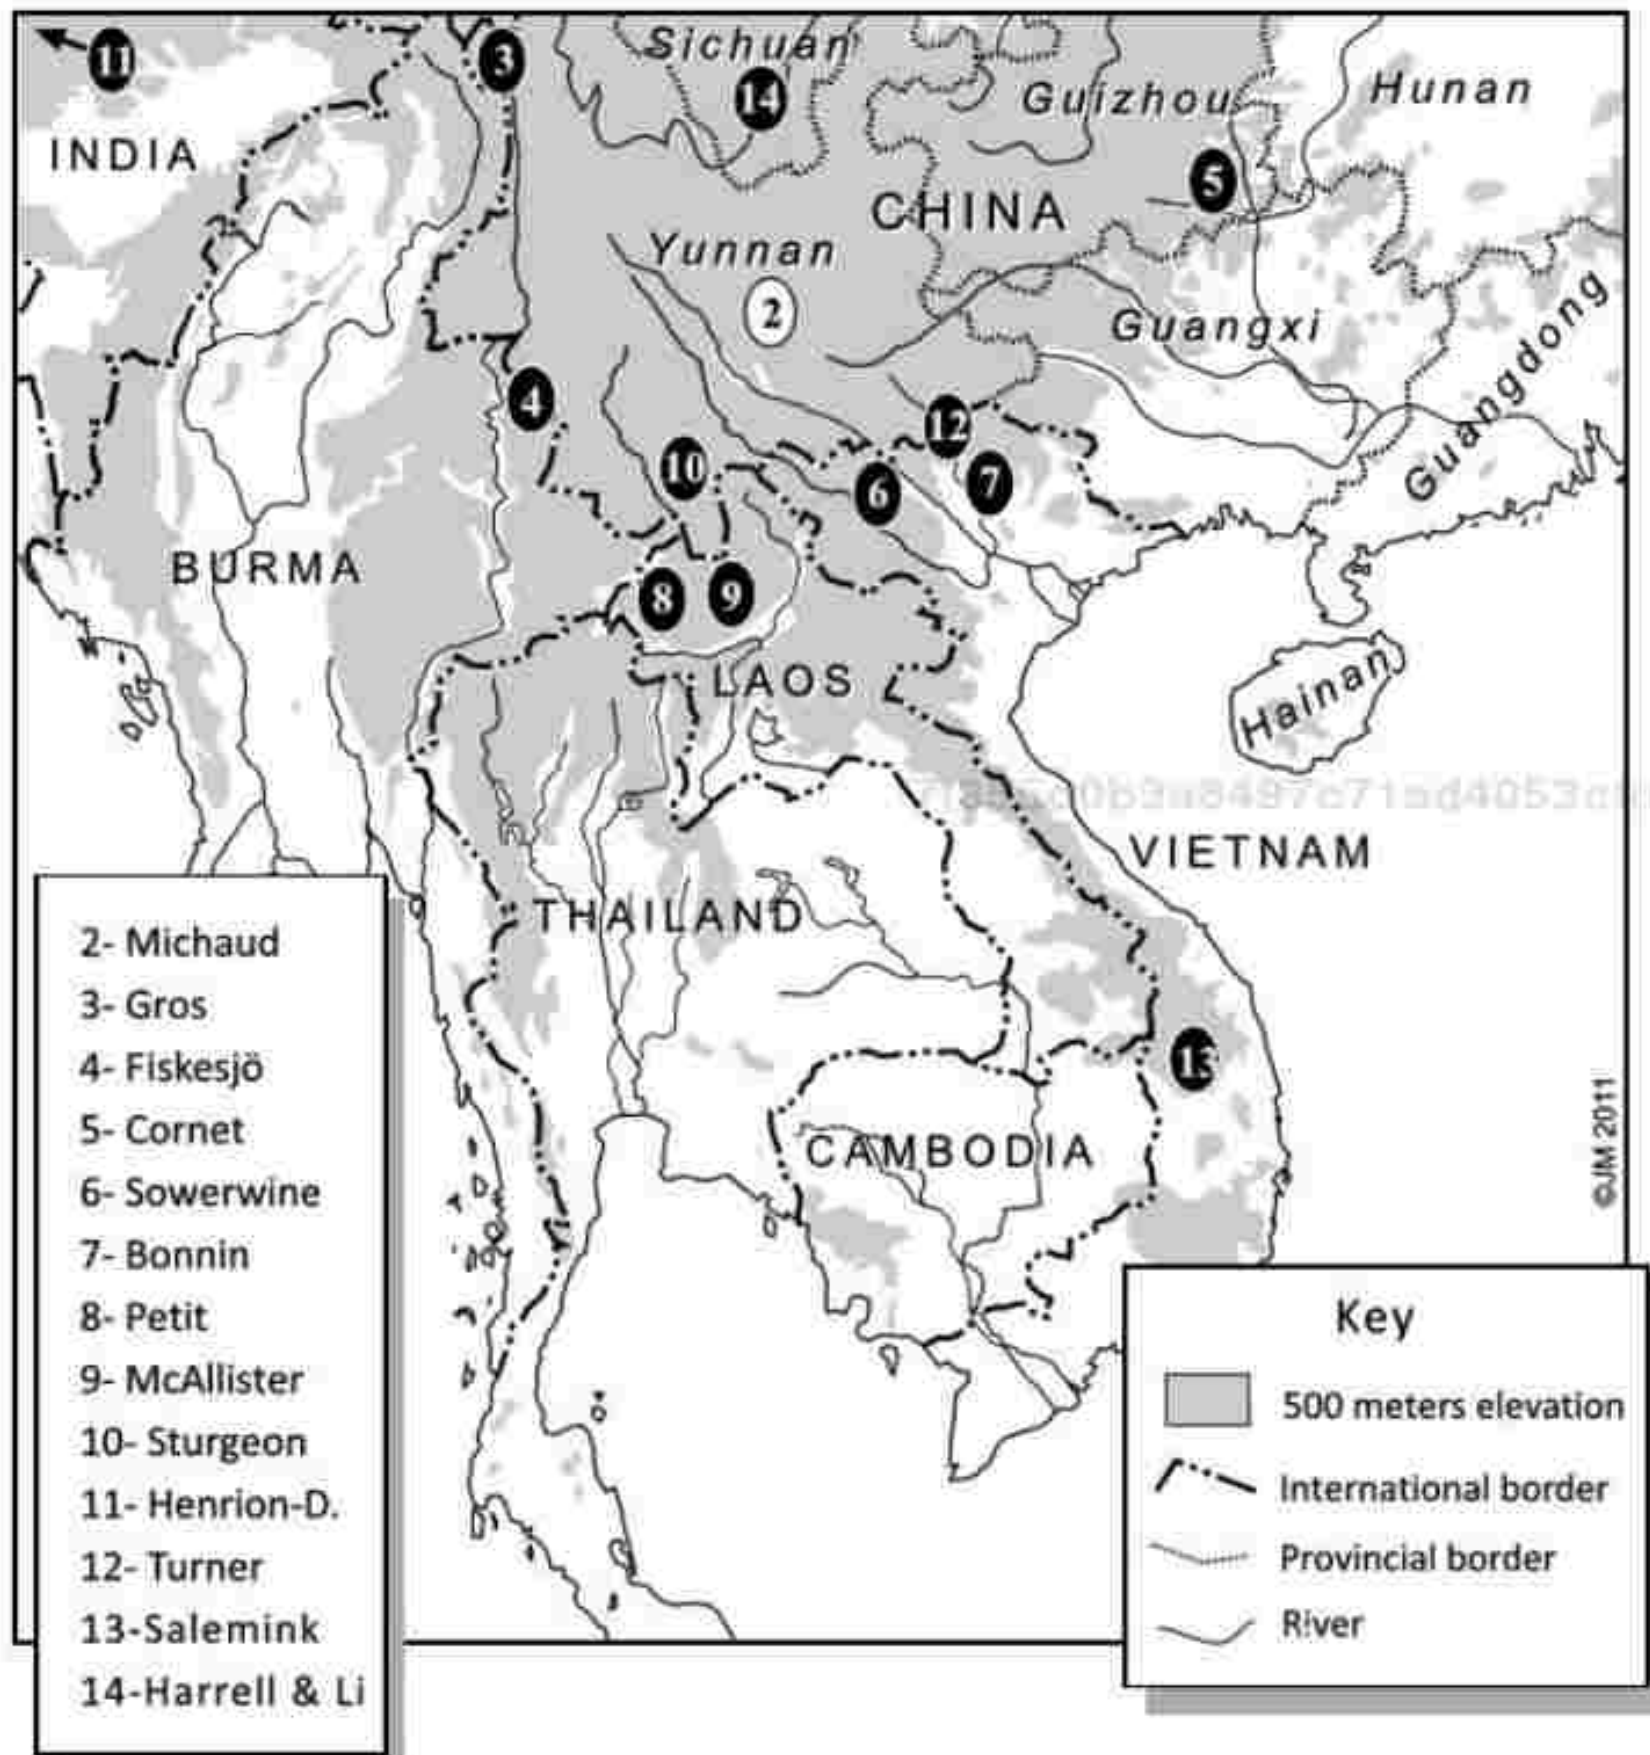 11
3
Sichuan
14
Guizhou
Hunan
INDIA
5
CHINA
Yunnan
2
Guangxi
Guangdong
4
12
10
6
7
BURMA
8
9
LAOS
Hainan
VIETNAM
THAILAND
13
CAMBODIA
©JM 2011
2- Michaud
3- Gros
4- Fiskesjö
5- Cornet
6- Sowerwine
7- Bonnin
8- Petit
9- McAllister
10- Sturgeon
11- Henrion-D.
12- Turner
13-Salemink
14-Harrell & Li
Key
500 meters elevation
International border
Provincial border
River